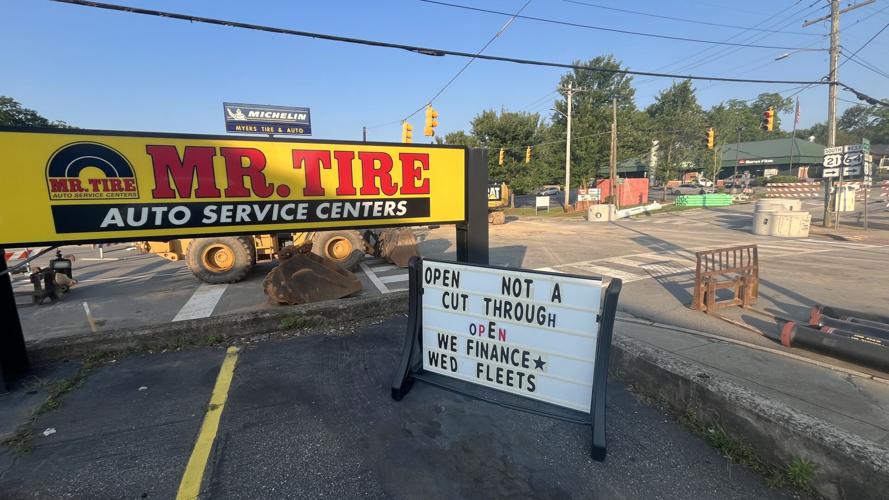 MICHELIN
MYERS TIRE & AUTO
MR. TIRE
AUTO SERVICE CENTERS
MR. TIRE
AUTO SERVICE CENTERS
OPEN NOT A
CUT THROUGH
OPEN
WE FINANCE★
WED FLEETS
SOUTH
21